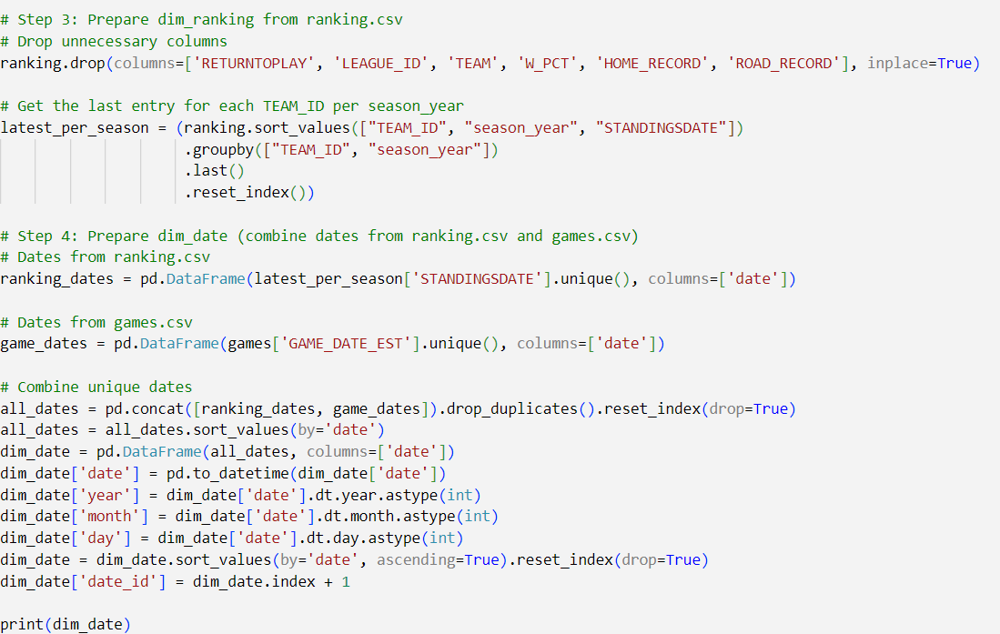 # Step 3: Prepare dim_ranking from ranking.csv
# Drop unnecessary columns
ranking.drop(columns=['RETURNTOPLAY', 'LEAGUE_ID', 'TEAM', 'W_PCT', 'HOME_RECORD', 'ROAD_RECORD'], inplace=True)
# Get the last entry for each TEAM_ID per season_year
latest_per_season = (ranking.sort_values(["TEAM_ID", "season_year", "STANDINGSDATE"])
.groupby(["TEAM_ID", "season_year"])
.last()
.reset_index())
# Step 4: Prepare dim_date (combine dates from ranking.csv and games.csv)
# Dates from ranking.csv
ranking_dates = pd.DataFrame(latest_per_season['STANDINGSDATE'].unique(), columns=['date'])
# Dates from games.csv
game_dates = pd.DataFrame(games['GAME_DATE_EST'].unique(), columns=['date'])
# Combine unique dates
all_dates = pd.concat([ranking_dates, game_dates]).drop_duplicates().reset_index(drop=True)
all_dates = all_dates.sort_values(by='date')
dim_date = pd.DataFrame(all_dates, columns=['date'])
dim_date['date'] = pd.to_datetime(dim_date['date'])
dim_date['year'] = dim_date['date'].dt.year.astype(int)
dim_date['month'] = dim_date['date'].dt.month.astype(int)
dim_date['day'] = dim_date['date'].dt.day.astype(int)
dim_date = dim_date.sort_values(by='date', ascending=True).reset_index(drop=True)
dim_date['date_id'] = dim_date.index + 1
print(dim_date)